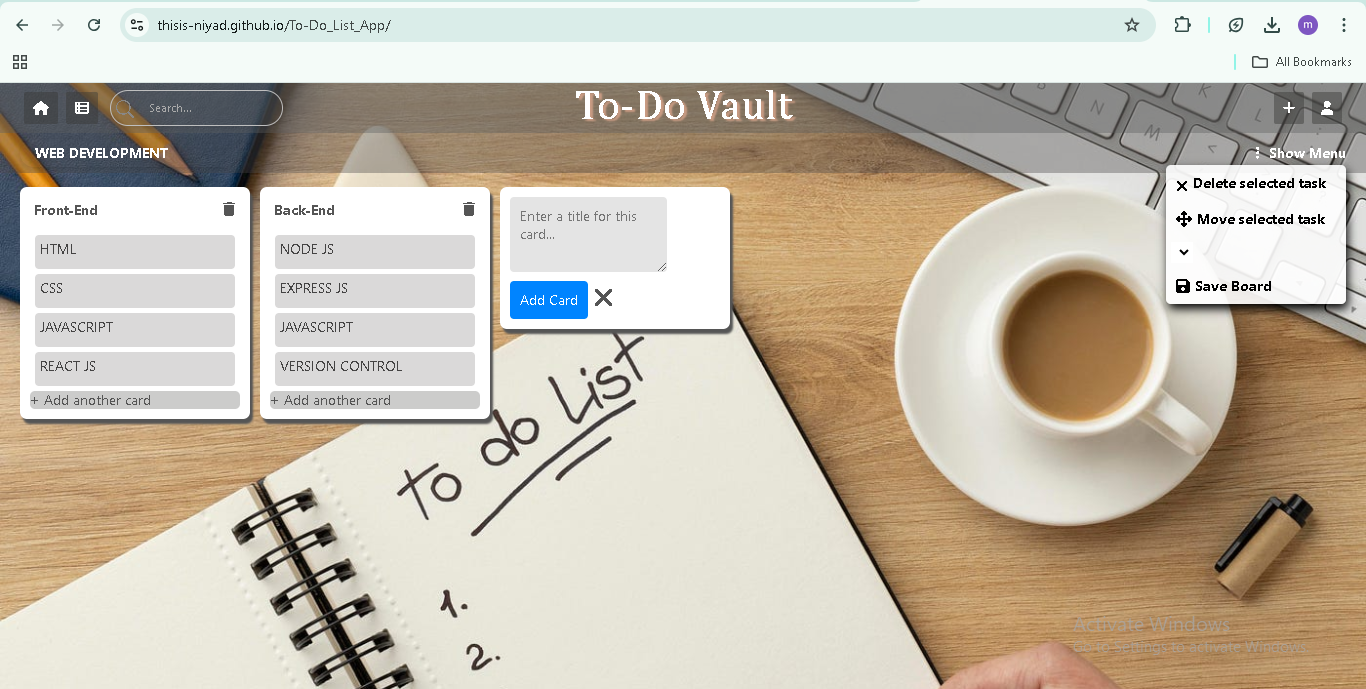 thisis-niyad.github.io/To-Do_List_App/
m
All Bookmarks
Search...
To-Do Vault
WEB DEVELOPMENT
Show Menu
Delete selected task
Move selected task
Save Board
Front-End
HTML
CSS
JAVASCRIPT
REACT JS
+ Add another card
Back-End
NODE JS
EXPRESS JS
JAVASCRIPT
VERSION CONTROL
+ Add another card
Enter a title for this
card...
Add Card
N
M
K
L
<
to do list
1.
2.
Activate Windows
Go to Settings to activate Windows.